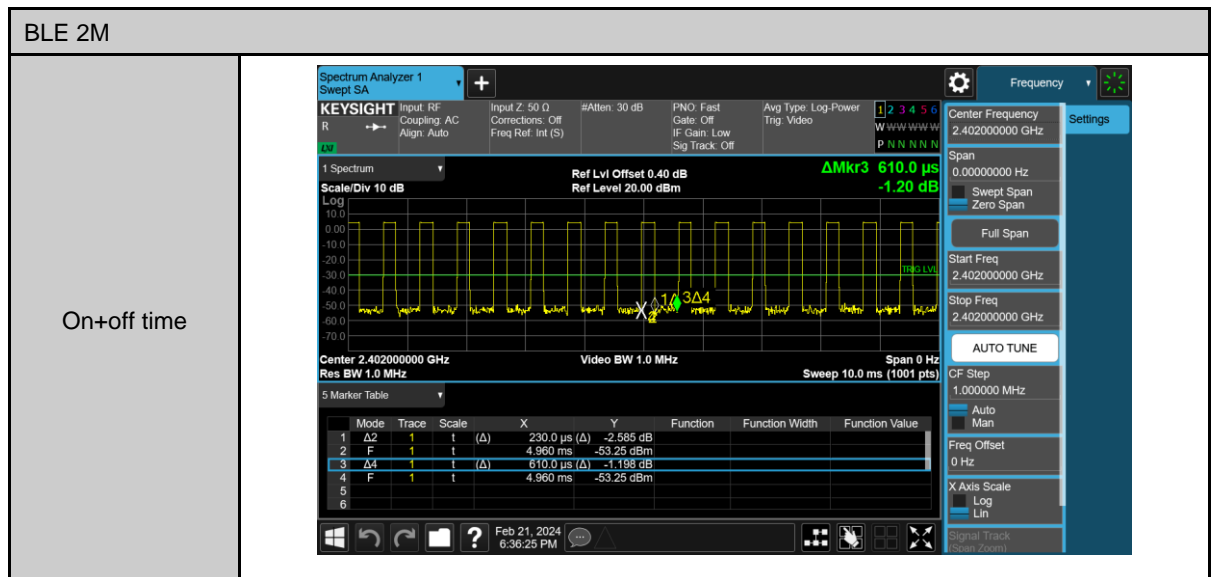 BLE 2M
On+off time
Spectrum Analyzer 1
Swept SA
+
Frequency
KEYSIGHT
R
LXI
Input: RF
Coupling: AC
Align: Auto
Input Z: 50 Ω
Corrections: Off
Freq Ref: Int (S)
#Atten: 30 dB
PNO: Fast
Gate: Off
IF Gain: Low
Sig Track: Off
Avg Type: Log-Power
Trig: Video
1 2 3 4 5 6
W W W W W W
P N N N N N
1 Spectrum
Scale/Div 10 dB
Ref Lvl Offset 0.40 dB
Ref Level 20.00 dBm
ΔMkr3 610.0 µs
-1.20 dB
Log
10.0
0.00
-10.0
-20.0
-30.0
-40.0
-50.0
-60.0
-70.0
TRIG LVL
X
1Δ
3Δ4
Center 2.402000000 GHz
Video BW 1.0 MHz
Span 0 Hz
Res BW 1.0 MHz
Sweep 10.0 ms (1001 pts)
5 Marker Table
Mode Trace Scale X Y Function Function Width Function Value
1 Δ2 1 t (Δ) 230.0 µs (Δ) -2.585 dB
2 F 1 t 4.960 ms -53.25 dBm
3 Δ4 1 t (Δ) 610.0 µs (Δ) -1.198 dB
4 F 1 t 4.960 ms -53.25 dBm
5
6
?
Feb 21, 2024
6:36:25 PM
Center Frequency
2.402000000 GHz
Settings
Span
0.00000000 Hz
Swept Span
Zero Span
Full Span
Start Freq
2.402000000 GHz
Stop Freq
2.402000000 GHz
AUTO TUNE
CF Step
1.000000 MHz
Auto
Man
Freq Offset
0 Hz
X Axis Scale
Log
Lin
Signal Track
(Span Zoom)